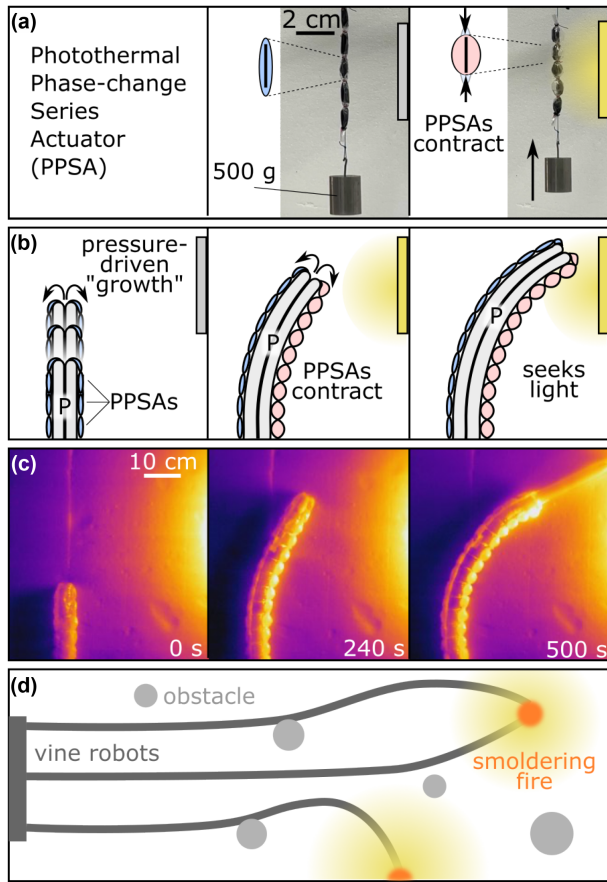 (a)
Photothermal
Phase-change
Series
Actuator
(PPSA)
2 cm
500 g
PPSAs
contract
(b)
pressure-
driven
"growth"
P
PPSAs
P
PPSAs
contract
P
seeks
light
(c)
10 cm
0 s
240 s
500 s
(d)
obstacle
vine robots
smoldering
fire